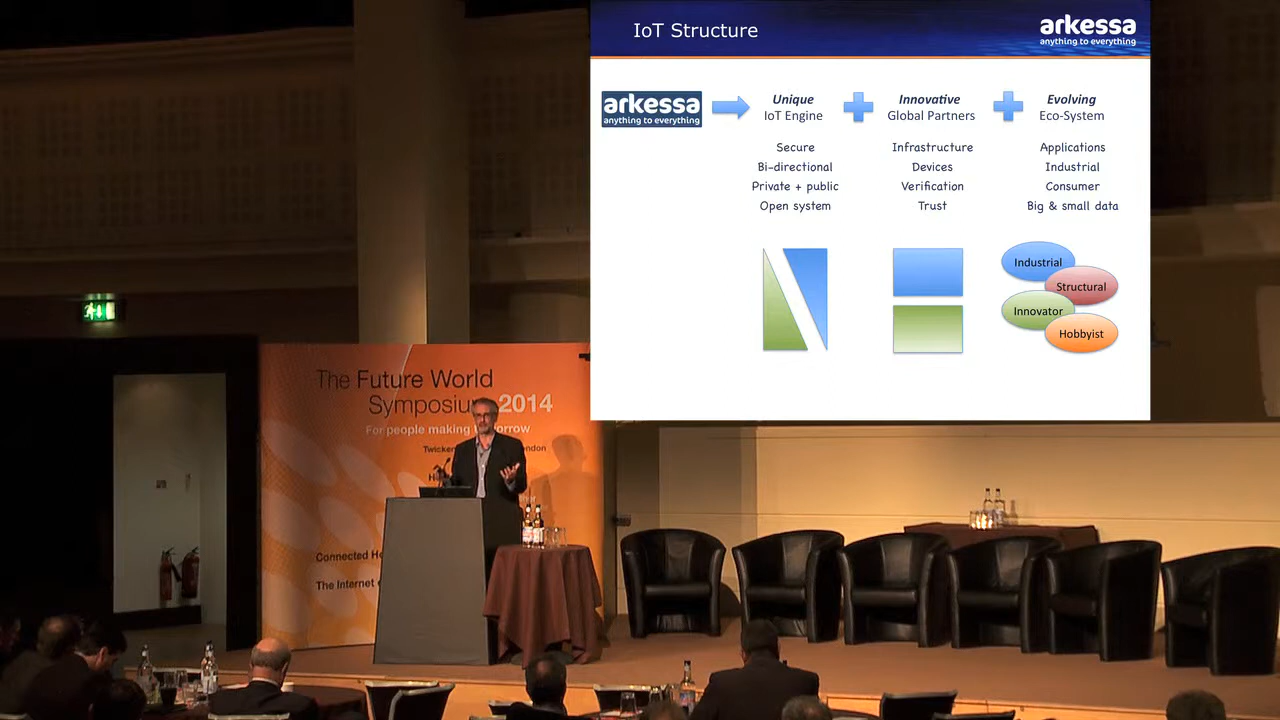 IoT Structure
arkessa
anything to everything
arkessa
anything to everything
Unique
IoT Engine
Innovative
Global Partners
Evolving
Eco-System
Secure
Bi-directional
Private + public
Open system
Infrastructure
Devices
Verification
Trust
Applications
Industrial
Consumer
Big & small data
Industrial
Structural
Innovator
Hobbyist
The Future World
Symposium 2014
For people making tomorrow
Connected
The Internet